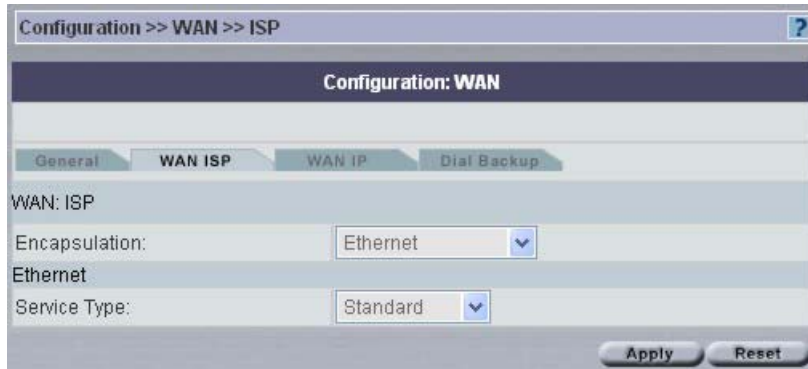 Configuration >> WAN >> ISP ?
Configuration: WAN
General WAN ISP WAN IP Dial Backup
WAN: ISP
Encapsulation: Ethernet
Ethernet
Service Type: Standard
Apply Reset